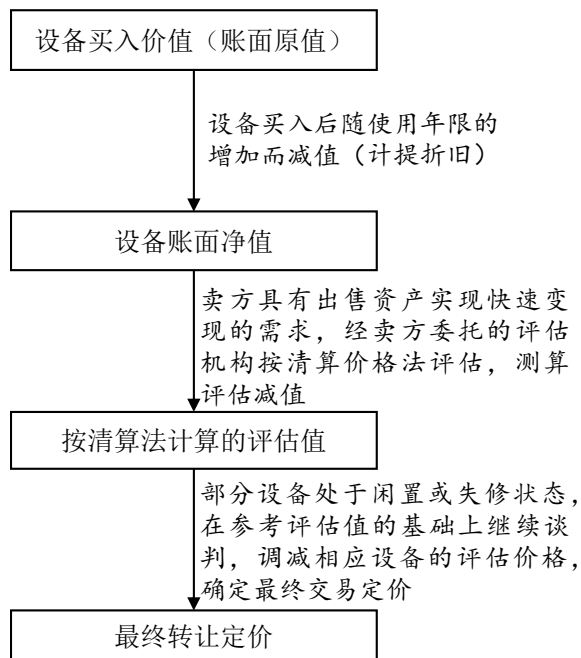 设备买入价值（账面原值）
设备买入后随使用年限的
增加而减值（计提折旧）
设备账面净值
卖方具有出售资产实现快速变
现的需求，经卖方委托的评估
机构按清算价格法评估，测算
评估减值
按清算法计算的评估值
部分设备处于闲置或失修状态，
在参考评估值的基础上继续谈
判，调减相应设备的评估价格，
确定最终交易定价
最终转让定价